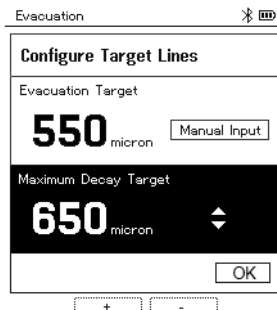 Evacuation
Configure Target Lines
Evacuation Target
550 micron
Manual Input
Maximum Decay Target
650 micron
OK
+ -